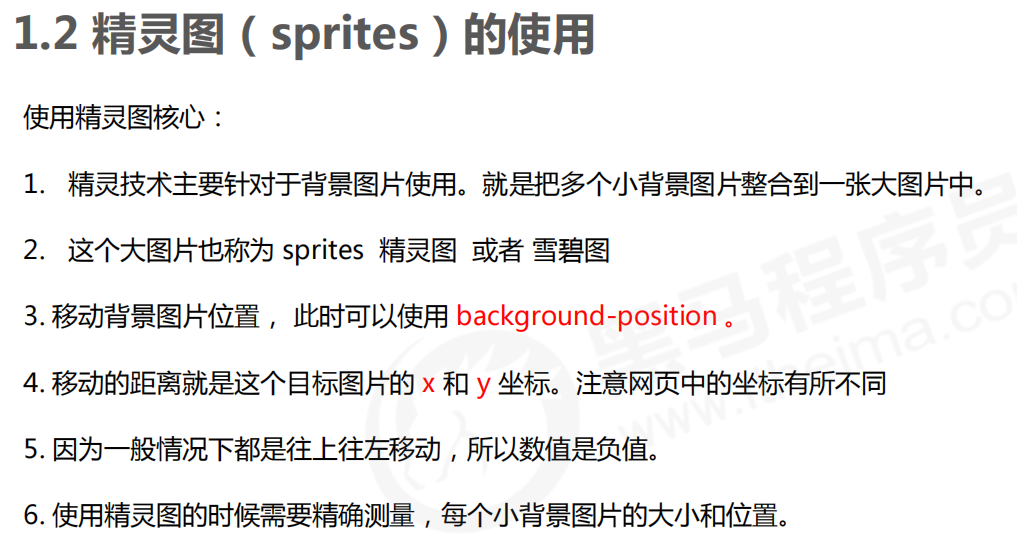 1.2 精灵图（sprites）的使用
使用精灵图核心：
1. 精灵技术主要针对于背景图片使用。就是把多个小背景图片整合到一张大图片中。
2. 这个大图片也称为 sprites 精灵图 或者 雪碧图
3. 移动背景图片位置， 此时可以使用 background-position 。
4. 移动的距离就是这个目标图片的 x 和 y 坐标。注意网页中的坐标有所不同
5. 因为一般情况下都是往上往左移动，所以数值是负值。
6. 使用精灵图的时候需要精确测量，每个小背景图片的大小和位置。
黑马程序员